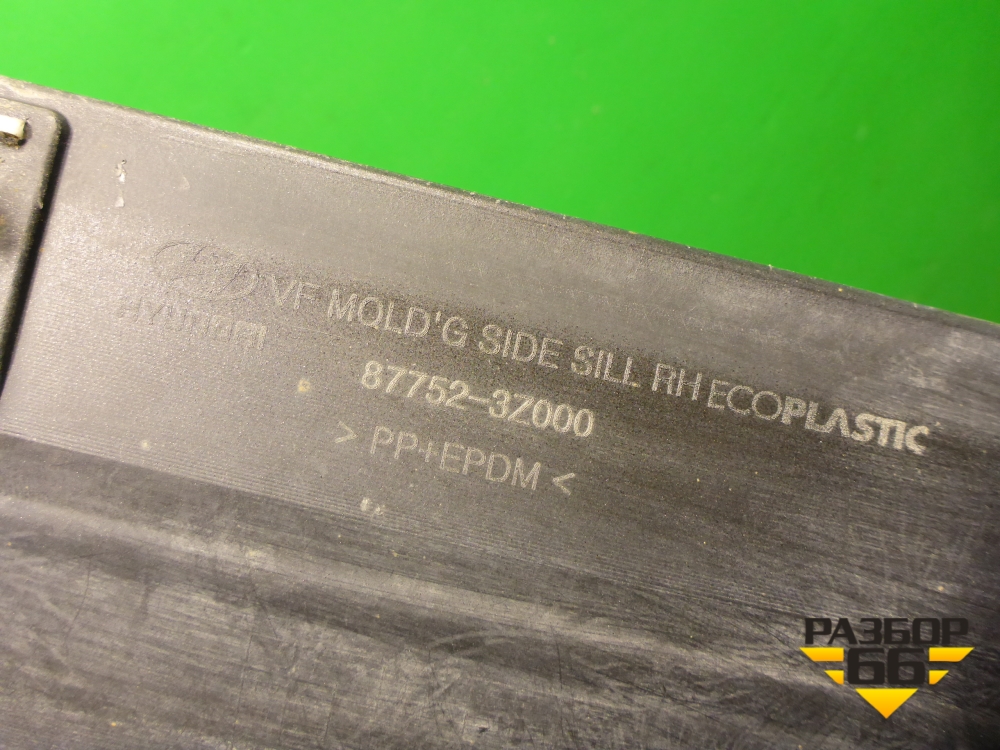 VF MOLD'G SIDE SILL RH ECOPLASTIC
HYUNDAI
87752-3Z000
> PP+EPDM <
РАЗБОР
66